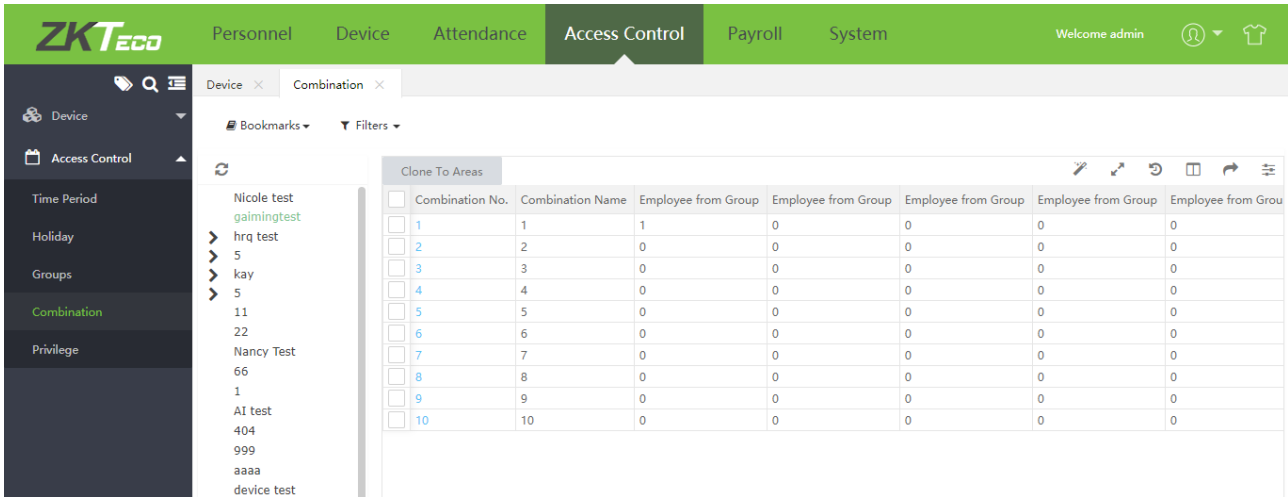 ZKTeco Personnel Device Attendance Access Control Payroll System Welcome admin
Device Combination
Device
Access Control
Time Period
Holiday
Groups
Combination
Privilege
Bookmarks Filters
Nicole test
gaimingtest
hrq test
5
kay
5
11
22
Nancy Test
66
1
AI test
404
999
aaaa
device test
Clone To Areas
Combination No. Combination Name Employee from Group Employee from Group Employee from Group Employee from Group Employee from Grou
1 1 1 0 0 0 0
2 2 0 0 0 0 0
3 3 0 0 0 0 0
4 4 0 0 0 0 0
5 5 0 0 0 0 0
6 6 0 0 0 0 0
7 7 0 0 0 0 0
8 8 0 0 0 0 0
9 9 0 0 0 0 0
10 10 0 0 0 0 0